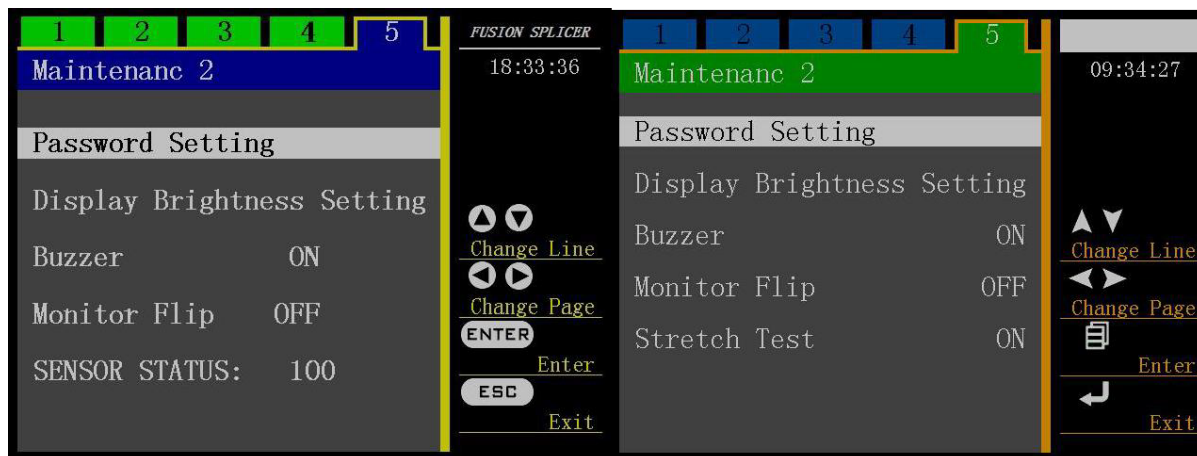 1 2 3 4 5
Maintenanc 2
Password Setting
Display Brightness Setting
Buzzer ON
Monitor Flip OFF
SENSOR STATUS: 100
FUSION SPLICER
18:33:36
Change Line
Change Page
ENTER
Enter
ESC
Exit
1 2 3 4 5
Maintenanc 2
Password Setting
Display Brightness Setting
Buzzer ON
Monitor Flip OFF
Stretch Test ON
09:34:27
Change Line
Change Page
Enter
Exit